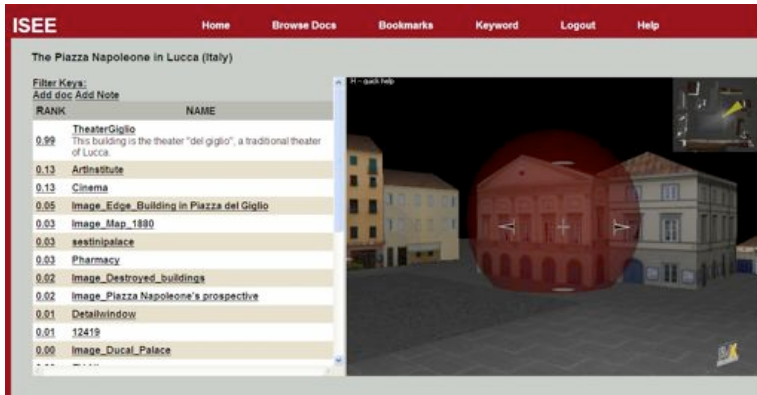 ISEE
Home Browse Docs Bookmarks Keyword Logout Help
The Piazza Napoleone in Lucca (Italy)
Filter Keys:
Add doc Add Note
RANK NAME
0.99 TheaterGiglio
This building is the theater "del giglio", a traditional theater
of Lucca.
0.13 ArtInstitute
0.13 Cinema
0.05 Image_Edge_Building in Piazza del Giglio
0.03 Image_Map_1880
0.03 sestinipalace
0.03 Pharmacy
0.02 Image_Destroyed_buildings
0.02 Image_Piazza Napoleone's prospective
0.01 Detailwindow
0.01 12419
0.00 Image_Ducal_Palace
H - quick help